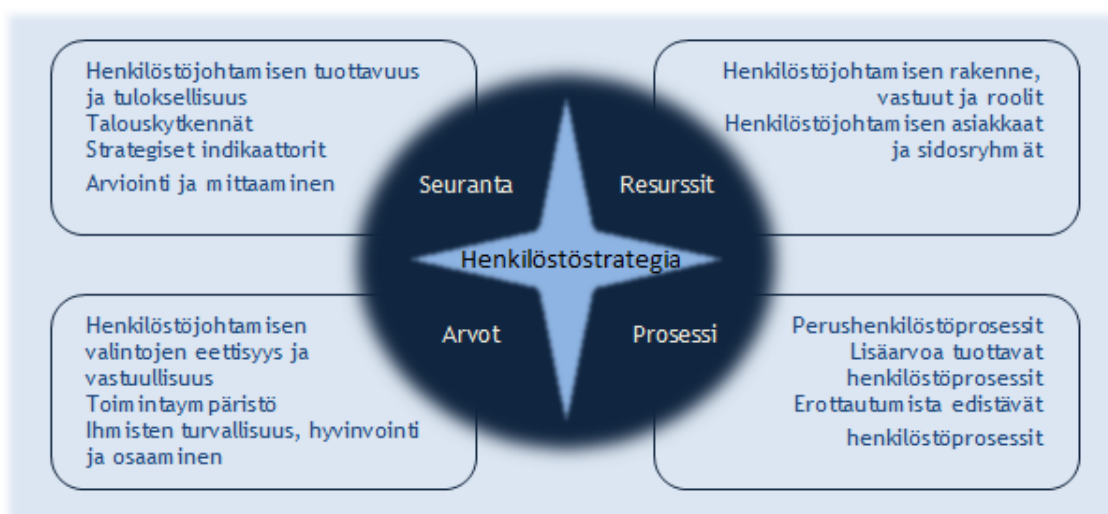 Henkilöstöjohtamisen tuottavuus
ja tuloksellisuus
Talouskytkennät
Strategiset indikaattorit
Arviointi ja mittaaminen
Henkilöstöjohtamisen rakenne,
vastuut ja roolit
Henkilöstöjohtamisen asiakkaat
ja sidosryhmät
Seuranta
Resurssit
Henkilöstöstrategia
Arvot
Prosessi
Henkilöstöjohtamisen
valintojen eettisyys ja
vastuullisuus
Toimintaympäristö
Ihmisten turvallisuus, hyvinvointi
ja osaaminen
Perushenkilöstöprosessit
Lisäarvoa tuottavat
henkilöstöprosessit
Erottautumista edistävät
henkilöstöprosessit